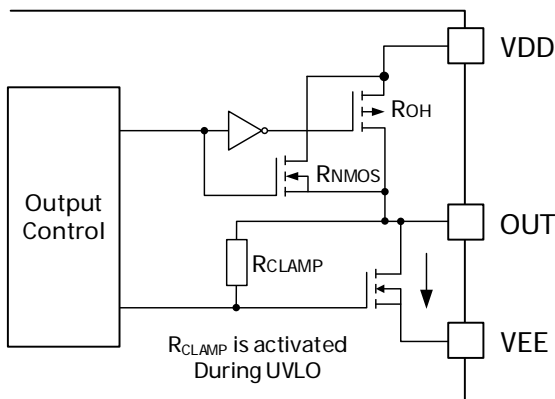 VDD
ROH
RNMOS
Output
Control
OUT
RCLAMP
RCLAMP is activated
During UVLO
VEE